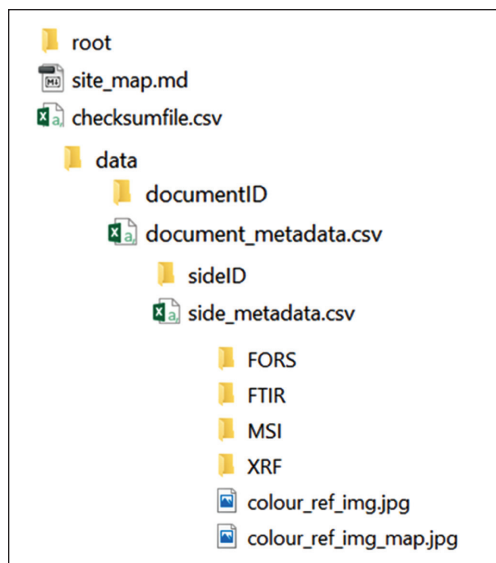 root
site_map.md
checksumfile.csv
data
documentID
document_metadata.csv
sideID
side_metadata.csv
FORS
FTIR
MSI
XRF
colour_ref_img.jpg
colour_ref_img_map.jpg